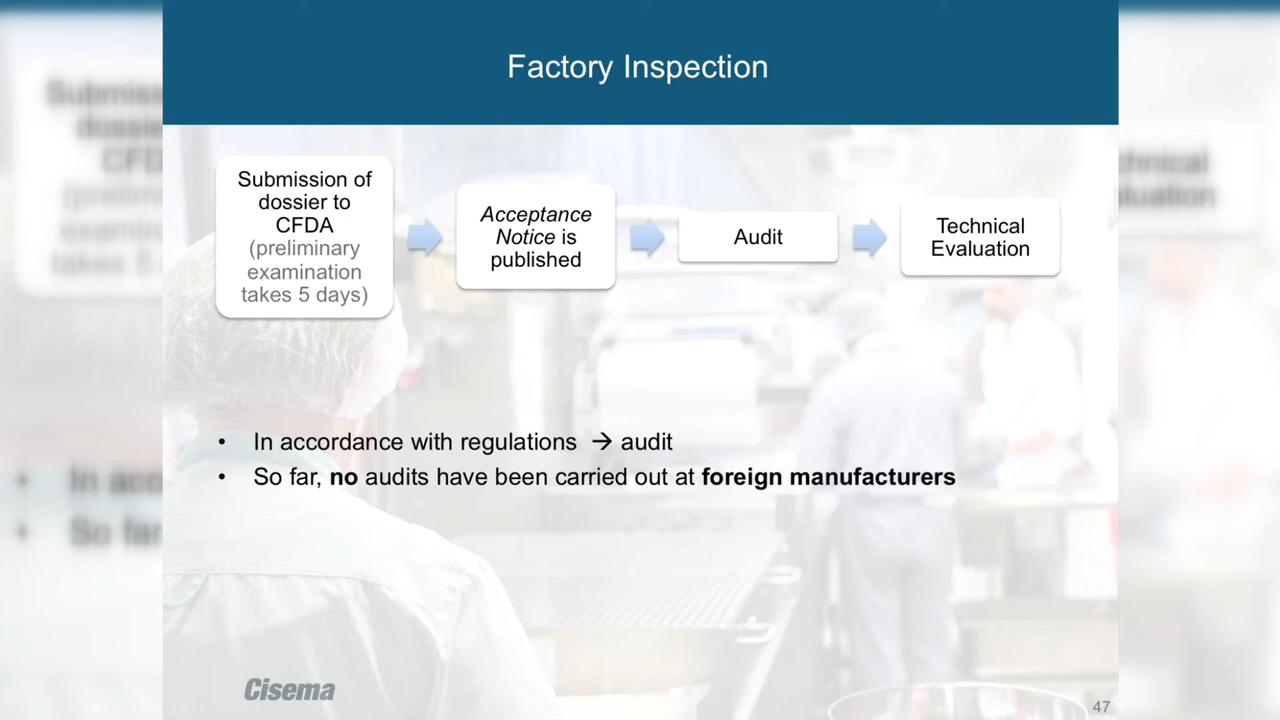 Factory Inspection
Submission of
dossier to
CFDA
(preliminary
examination
takes 5 days)
Acceptance
Notice is
published
Audit
Technical
Evaluation
• In accordance with regulations → audit
• So far, no audits have been carried out at foreign manufacturers
Cisema
47